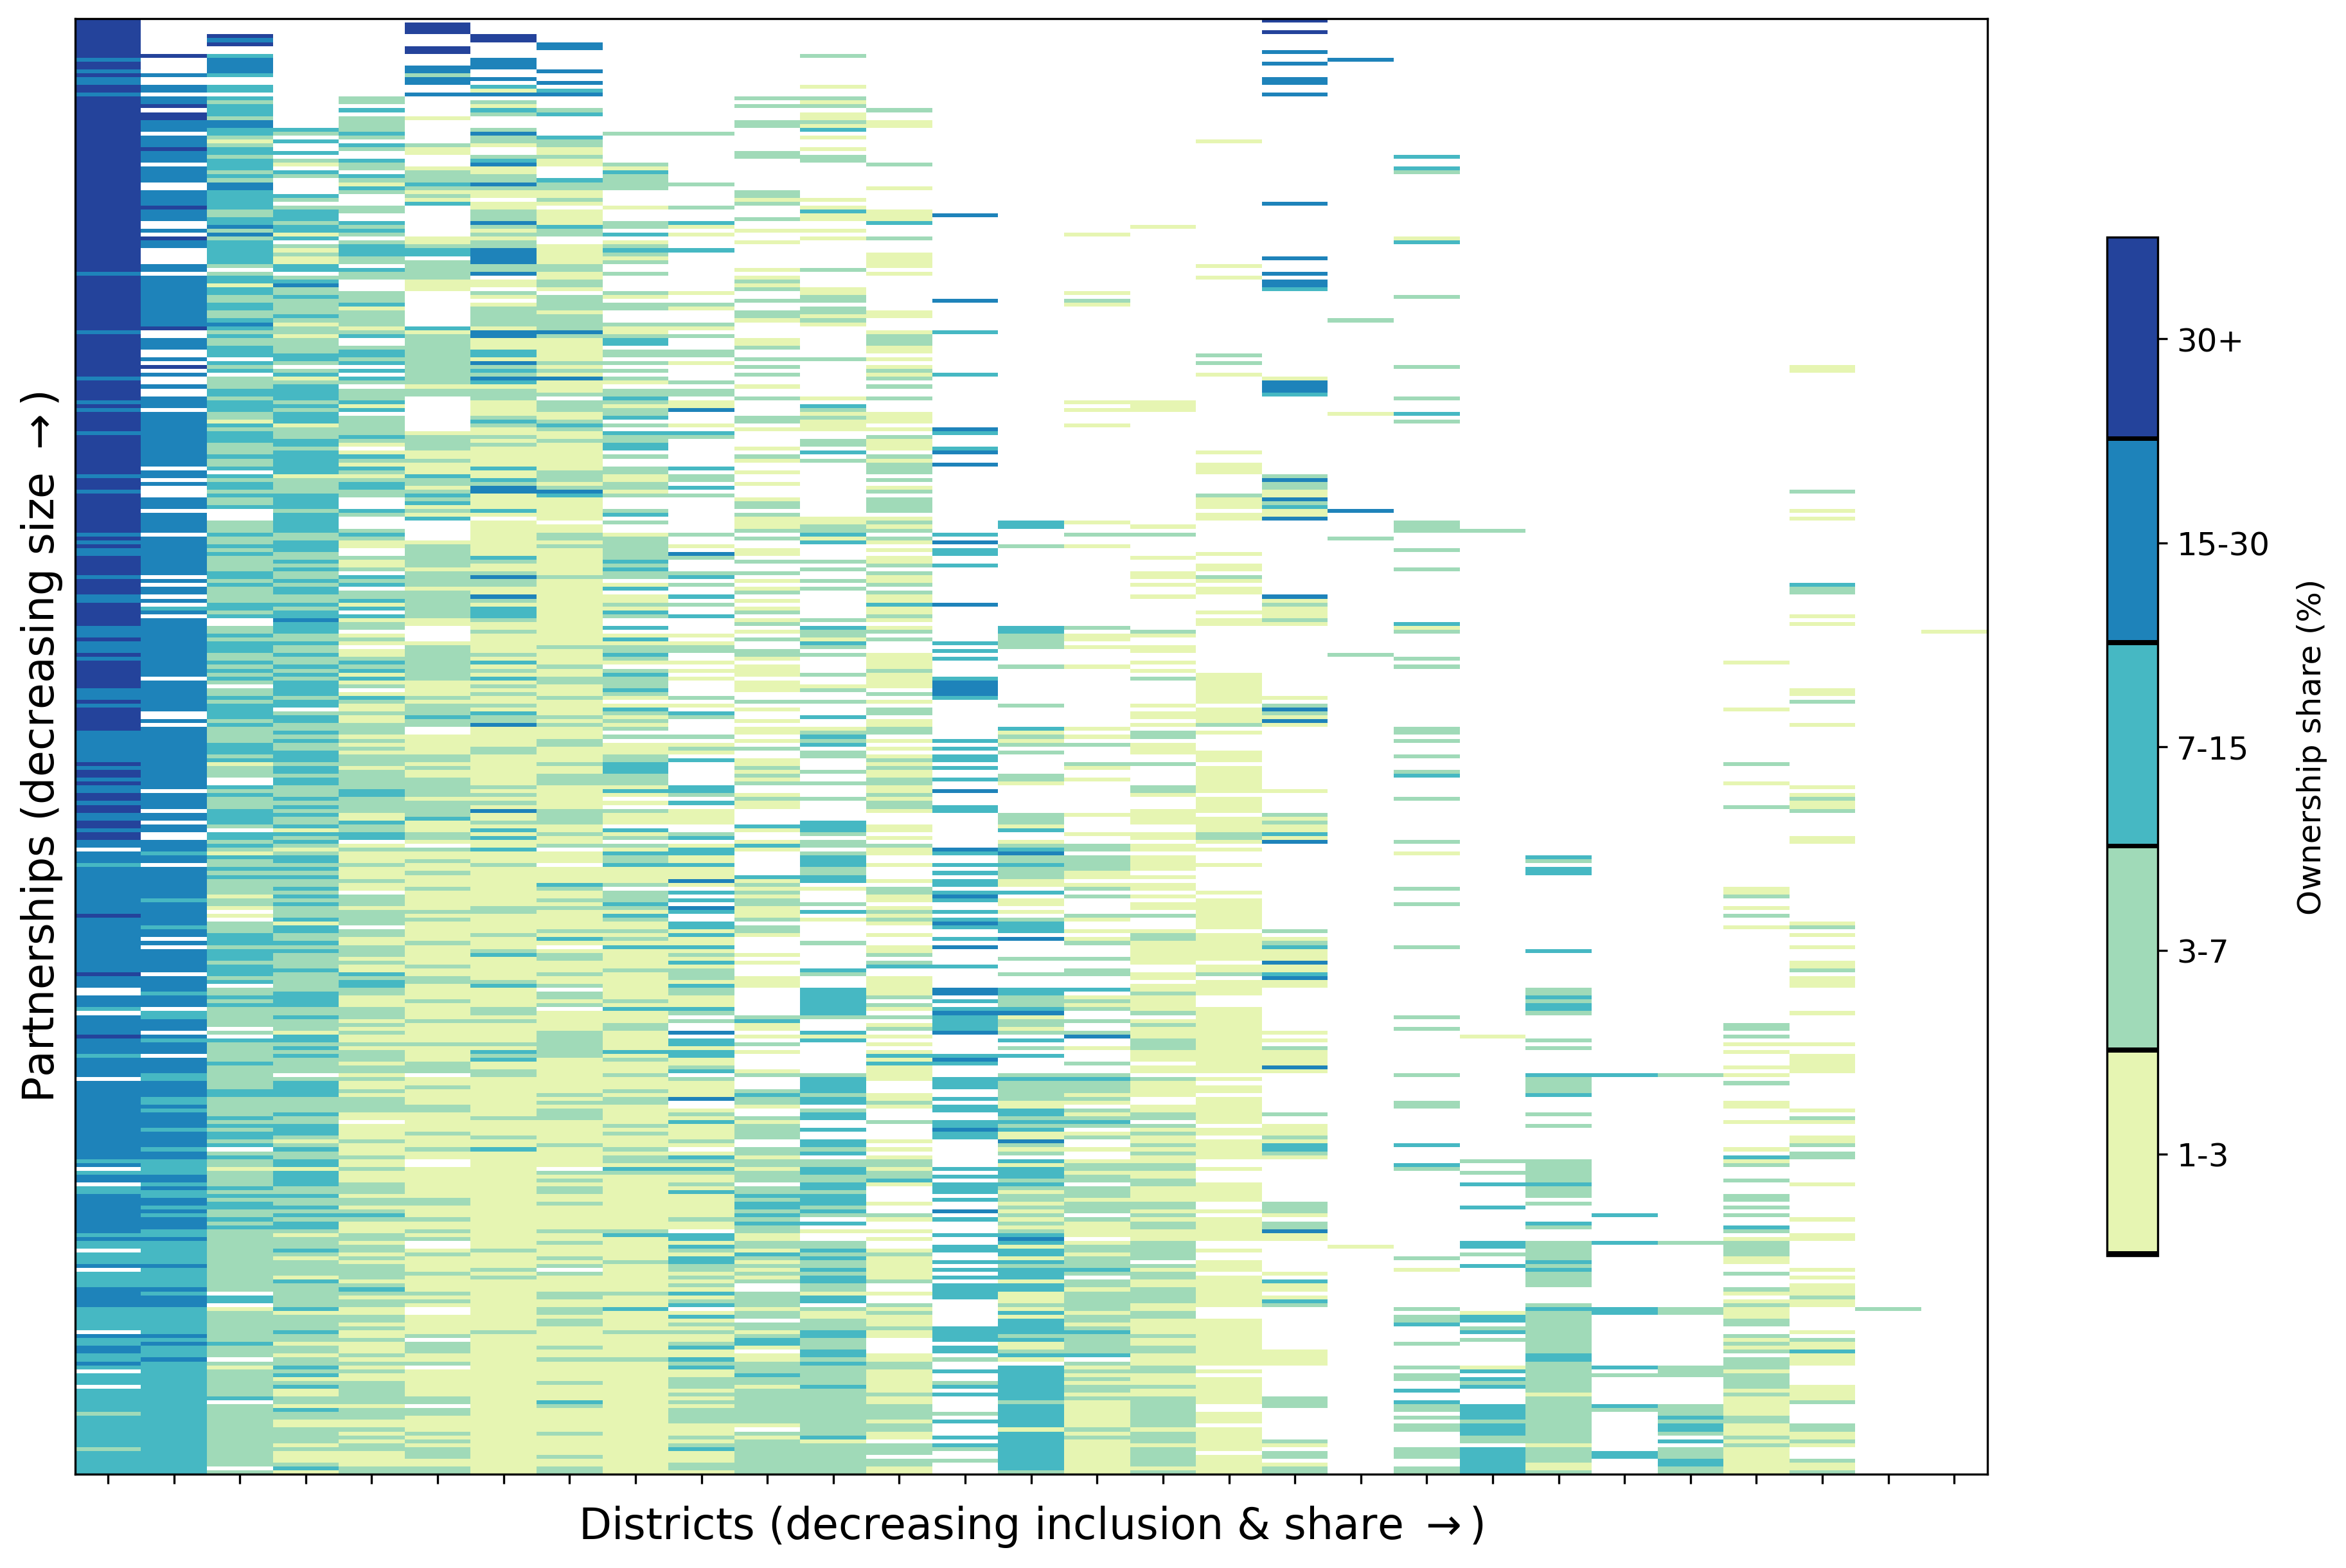 Partnerships (decreasing size →)
Districts (decreasing inclusion & share →)
30+
15-30
7-15
3-7
1-3
Ownership share (%)